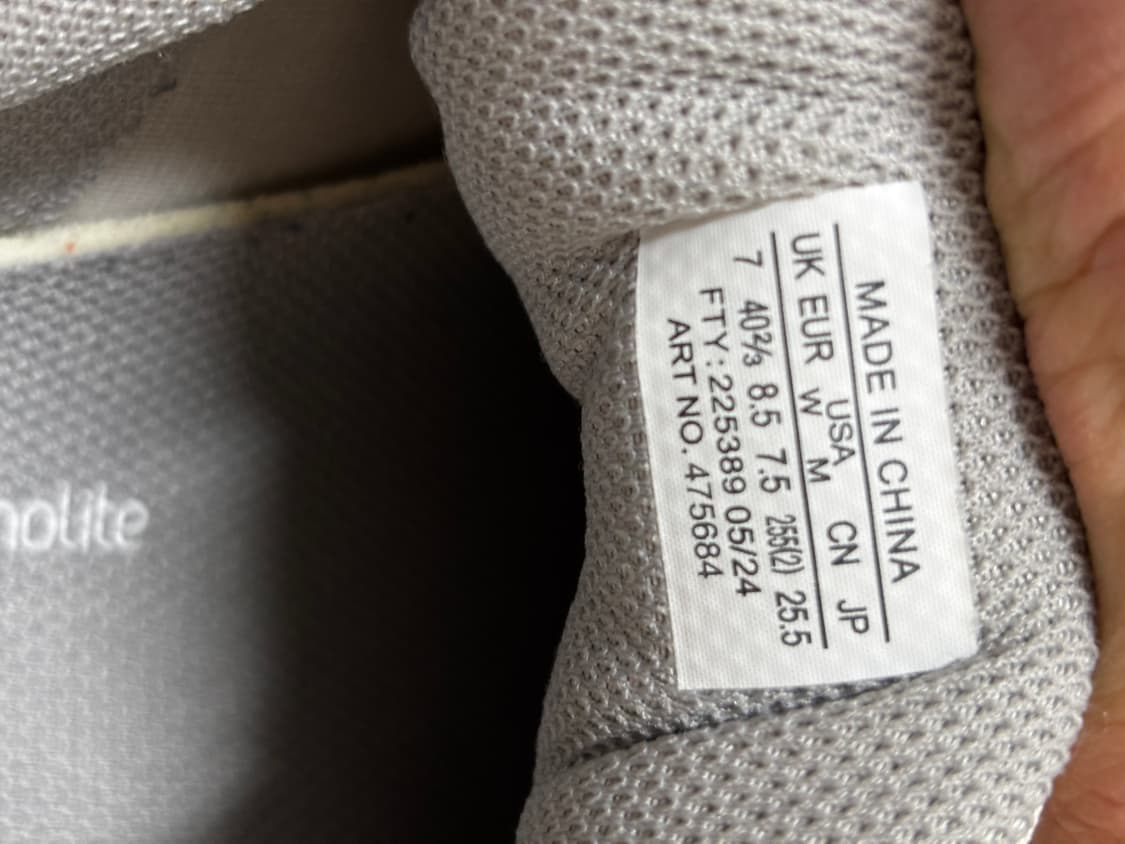 MADE IN CHINA
UK EUR USA CN JP
W M
7 40⅔ 8.5 7.5 255(2) 25.5
FTY: 225389 05/24
ART NO. 475684
nolite